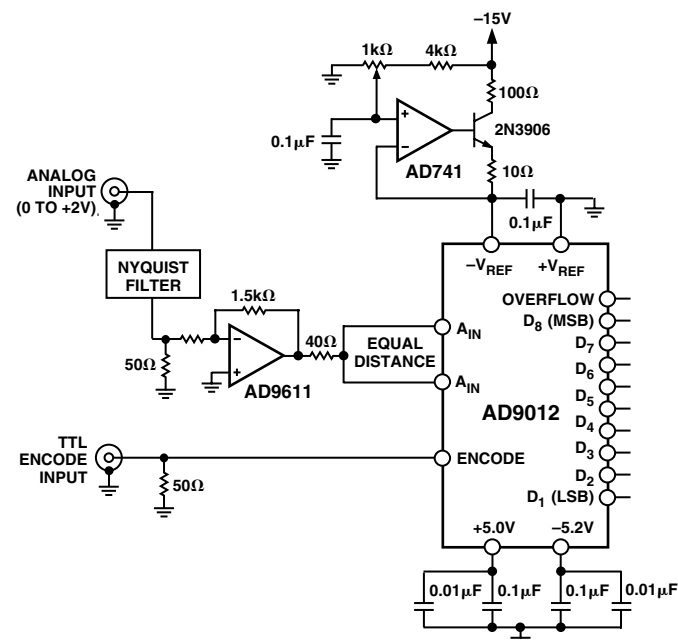 –15V
1kΩ
4kΩ
100Ω
2N3906
0.1μF
+
–
AD741
10Ω
0.1μF
ANALOG
INPUT
(0 TO +2V)
NYQUIST
FILTER
1.5kΩ
50Ω
–
+
AD9611
40Ω
EQUAL
DISTANCE
TTL
ENCODE
INPUT
50Ω
–VREF
+VREF
AIN
AIN
ENCODE
AD9012
OVERFLOW
D8 (MSB)
D7
D6
D5
D4
D3
D2
D1 (LSB)
+5.0V
–5.2V
0.01μF
0.1μF
0.1μF
0.01μF